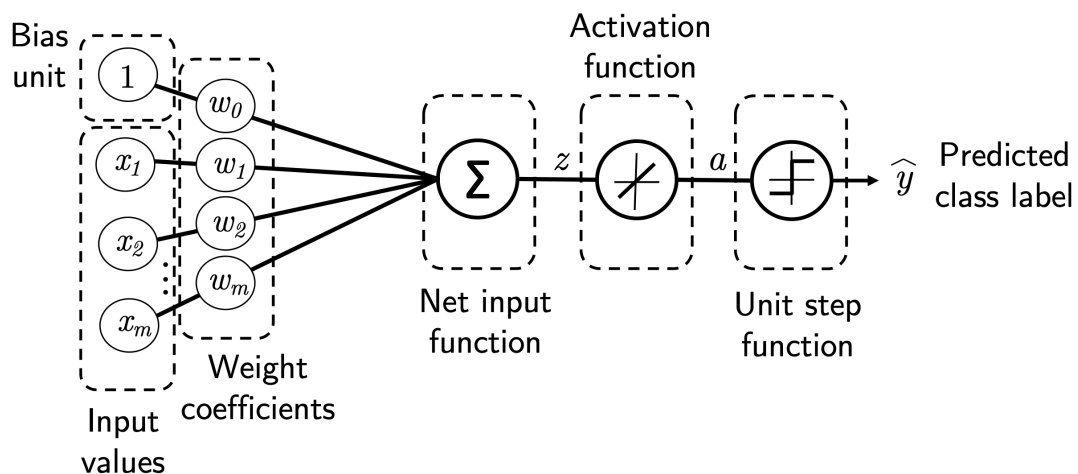 Bias
unit
1
x₁
x₂
⋮
xₘ
w₀
w₁
w₂
wₘ
Input
values
Weight
coefficients
Σ
Net input
function
z
Activation
function
a
Unit step
function
ŷ
Predicted
class label